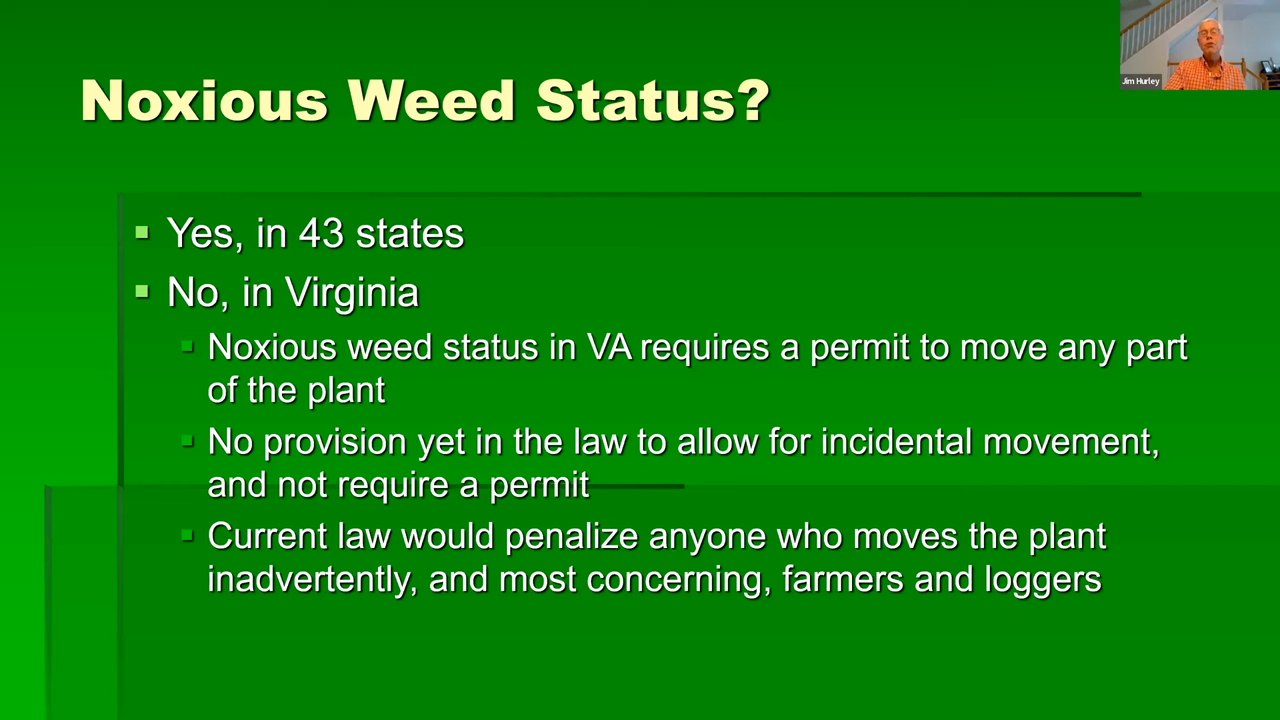 Jim Hurley
Noxious Weed Status?
Yes, in 43 states
No, in Virginia
Noxious weed status in VA requires a permit to move any part
of the plant
No provision yet in the law to allow for incidental movement,
and not require a permit
Current law would penalize anyone who moves the plant
inadvertently, and most concerning, farmers and loggers